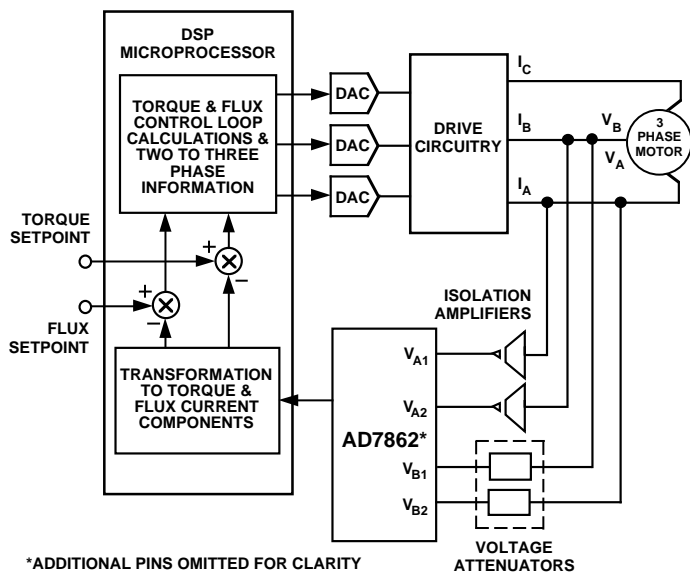 DSP
MICROPROCESSOR
TORQUE & FLUX
CONTROL LOOP
CALCULATIONS &
TWO TO THREE
PHASE
INFORMATION
DAC
DAC
DAC
DRIVE
CIRCUITRY
I_C
I_B
I_A
V_B
V_A
3
PHASE
MOTOR
TORQUE
SETPOINT
FLUX
SETPOINT
+
–
+
–
TRANSFORMATION
TO TORQUE &
FLUX CURRENT
COMPONENTS
ISOLATION
AMPLIFIERS
V_A1
V_A2
AD7862*
V_B1
V_B2
VOLTAGE
ATTENUATORS
*ADDITIONAL PINS OMITTED FOR CLARITY